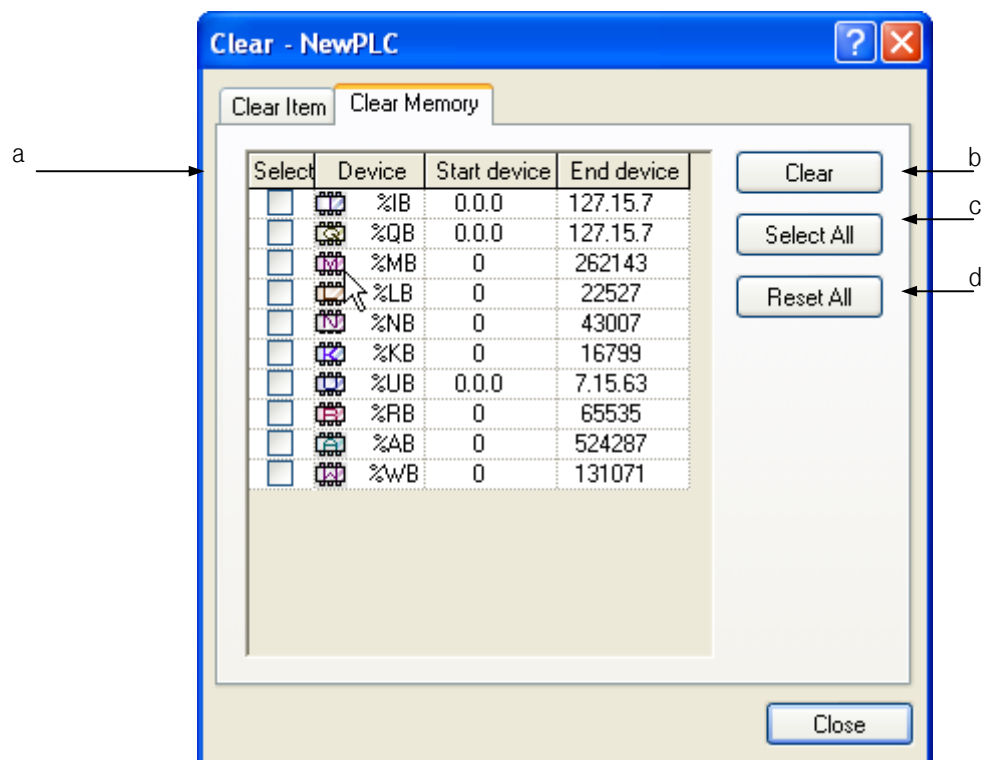 Clear - NewPLC
Clear Item Clear Memory
a
Select Device Start device End device
%IB 0.0.0 127.15.7
%QB 0.0.0 127.15.7
%MB 0 262143
%LB 0 22527
%NB 0 43007
%KB 0 16799
%UB 0.0.0 7.15.63
%RB 0 65535
%AB 0 524287
%WB 0 131071
Clear
b
Select All
c
Reset All
d
Close